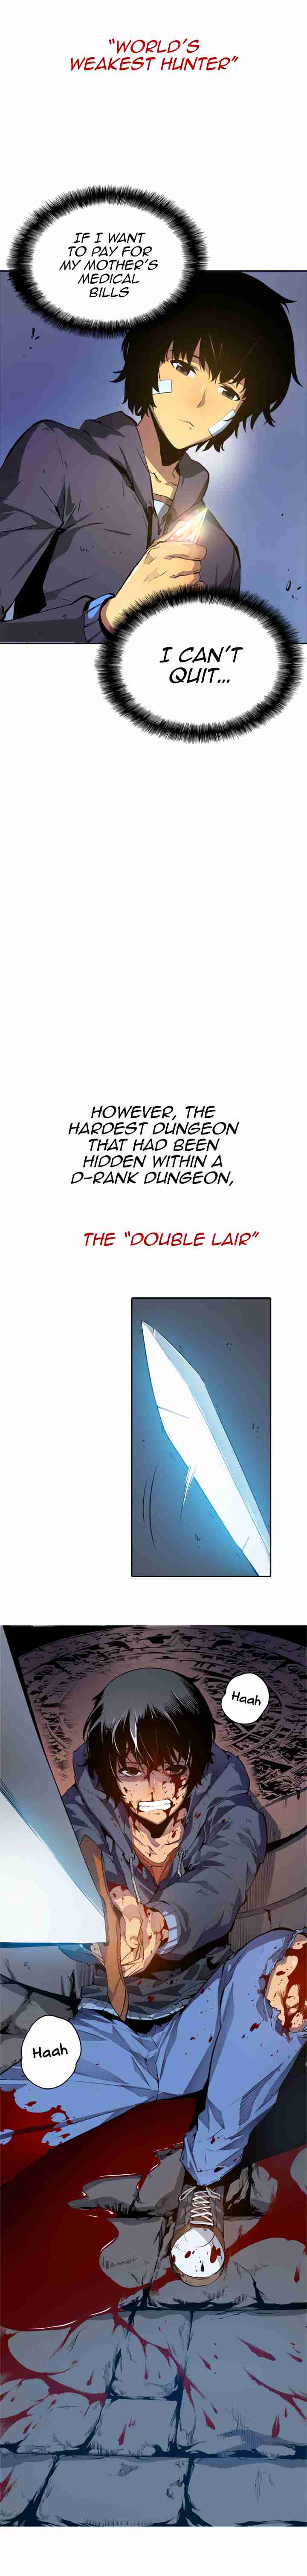 "WORLD'S
WEAKEST HUNTER"
IF I WANT
TO PAY FOR
MY MOTHER'S
MEDICAL
BILLS
I CAN'T
QUIT...
HOWEVER, THE
HARDEST DUNGEON
THAT HAD BEEN
HIDDEN WITHIN A
D-RANK DUNGEON,
THE "DOUBLE LAIR"
Haah
Haah